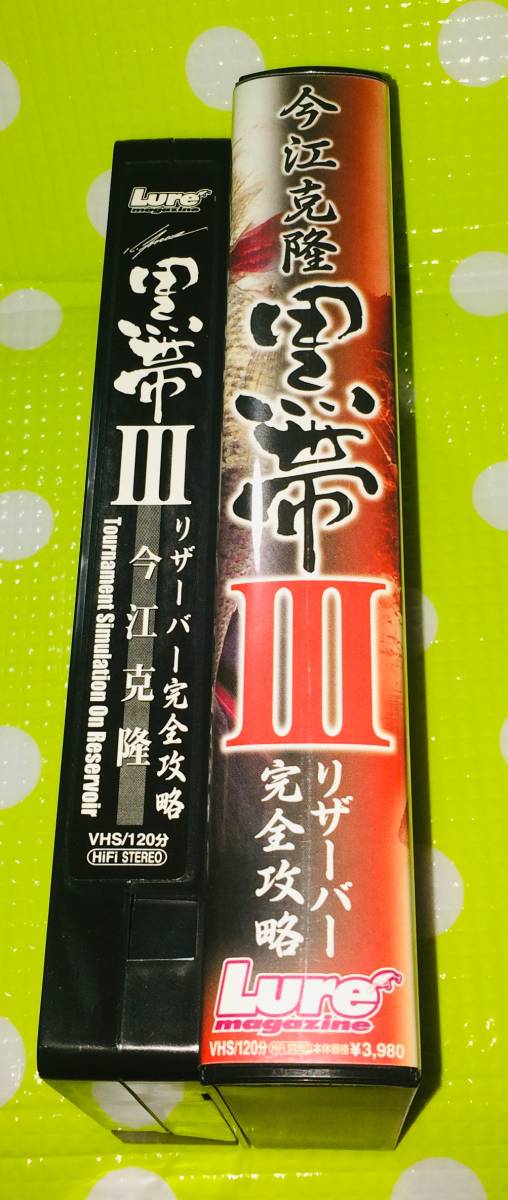 Lure
magazine
黒帯
III
リザーバー完全攻略
今江克隆
Tournament Simulation On Reservoir
VHS/120分
HiFi STEREO
今江克隆
黒帯
III
リザーバー
完全攻略
Lure
magazine
VHS/120分 HiFi STEREO 本体価格¥3,980